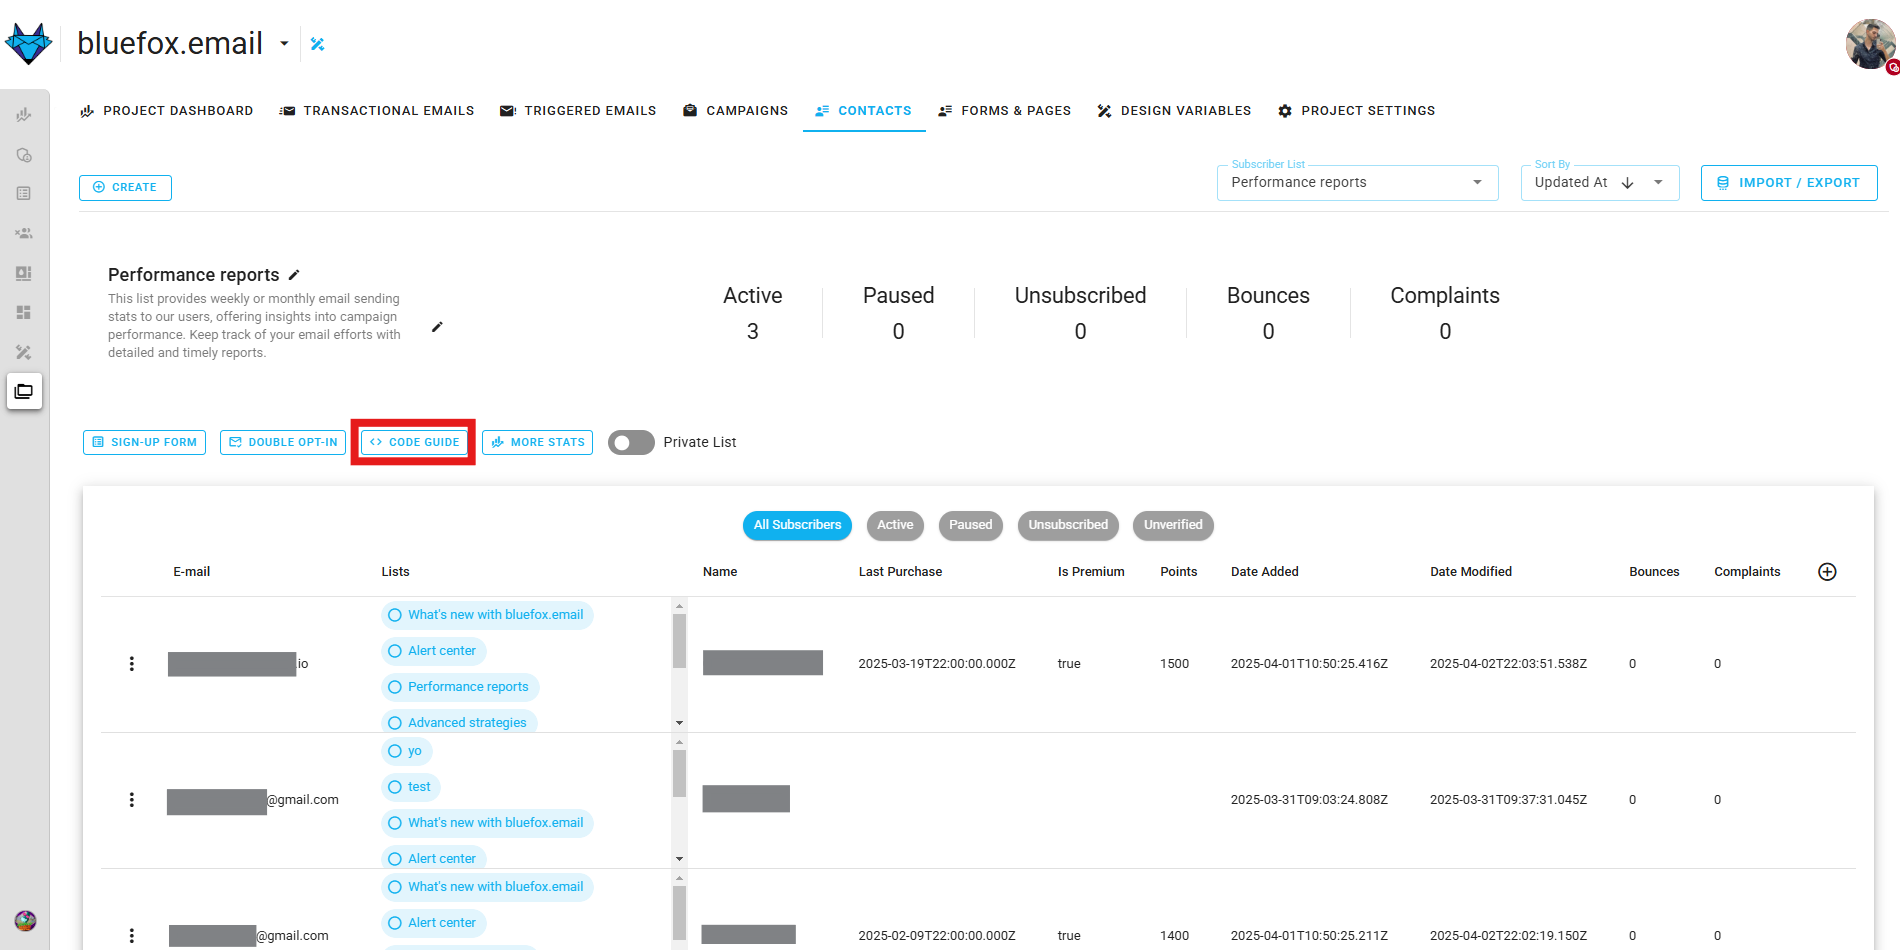 bluefox.email
PROJECT DASHBOARD TRANSACTIONAL EMAILS TRIGGERED EMAILS CAMPAIGNS CONTACTS FORMS & PAGES DESIGN VARIABLES PROJECT SETTINGS
CREATE
Subscriber List
Performance reports
Sort By
Updated At
IMPORT / EXPORT
Performance reports
This list provides weekly or monthly email sending
stats to our users, offering insights into campaign
performance. Keep track of your email efforts with
detailed and timely reports.
Active Paused Unsubscribed Bounces Complaints
3 0 0 0 0
SIGN-UP FORM DOUBLE OPT-IN CODE GUIDE MORE STATS Private List
All Subscribers Active Paused Unsubscribed Unverified
E-mail Lists Name Last Purchase Is Premium Points Date Added Date Modified Bounces Complaints
What's new with bluefox.email
Alert center
.io 2025-03-19T22:00:00.000Z true 1500 2025-04-01T10:50:25.416Z 2025-04-02T22:03:51.538Z 0 0
Performance reports
Advanced strategies
yo
test
@gmail.com 2025-03-31T09:03:24.808Z 2025-03-31T09:37:31.045Z 0 0
What's new with bluefox.email
Alert center
What's new with bluefox.email
Alert center
@gmail.com 2025-02-09T22:00:00.000Z true 1400 2025-04-01T10:50:25.211Z 2025-04-02T22:02:19.150Z 0 0